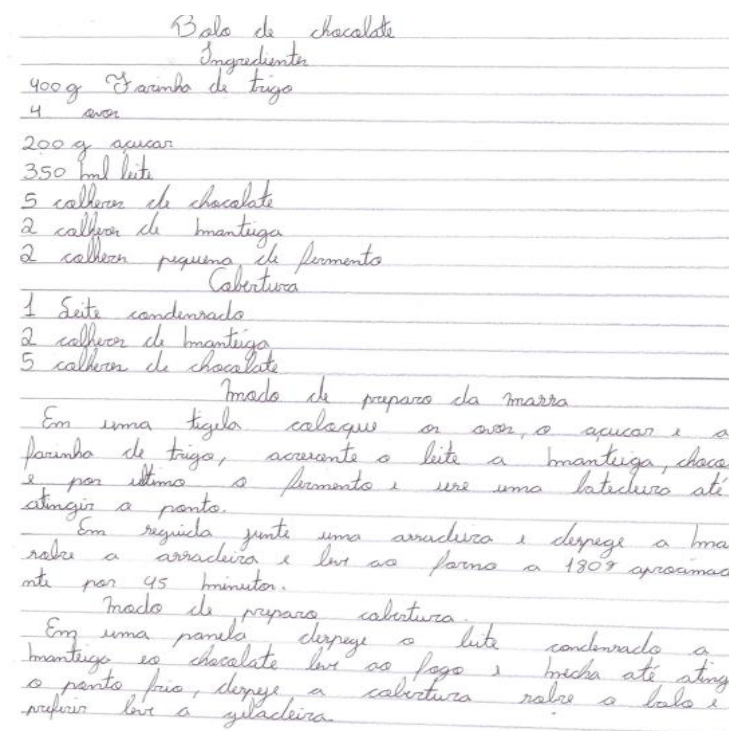 Bolo de chocolate
Ingredientes
400 g Farinha de trigo
4 ovos
200 g açucar
350 ml leite
5 colheres de chocolate
2 colheres de manteiga
2 colheres pequena de fermento
Cobertura
1 Leite condensado
2 colheres de manteiga
5 colheres de chocolate
modo de preparo da massa
Em uma tigela coloque os ovos, o açucar e a
farinha de trigo, acrecente o leite a manteiga, choco
e por ultimo o fermento e use uma batedeira até
atingir o ponto.
Em seguida junte uma assadeira e despege a ma
sobre a assadeira e leve ao forno a 180º aproximad
nte por 45 minutos.
modo de preparo cobertura.
Em uma panela despege o leite condensado a
manteiga eo chocolate leve ao fogo e mecha até ating
o ponto frio, despeje a cobertura sobre o bolo e
preferir leve a geladeira.